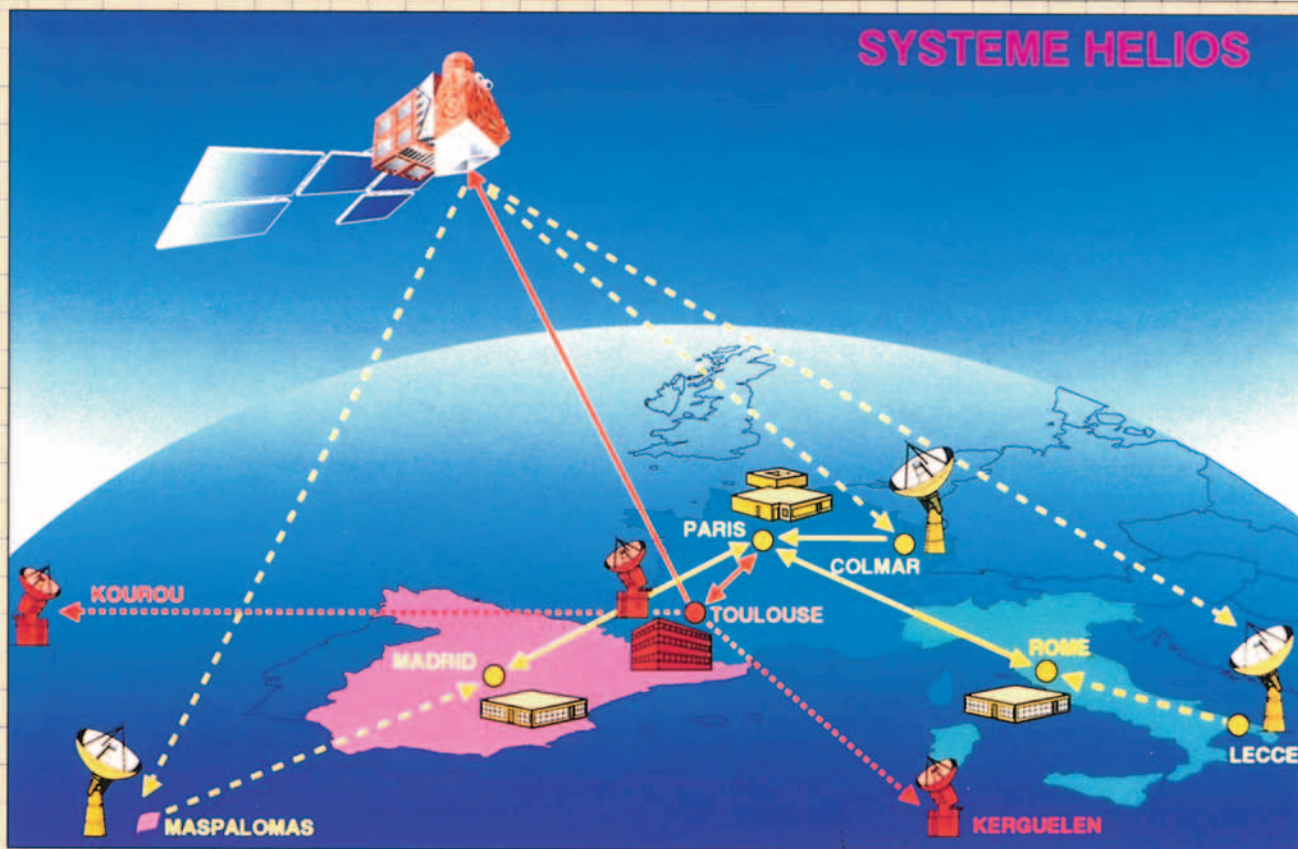 SYSTEME HELIOS
PARIS
COLMAR
KOUROU
TOULOUSE
MADRID
ROME
LECCE
MASPALOMAS
KERGUELEN